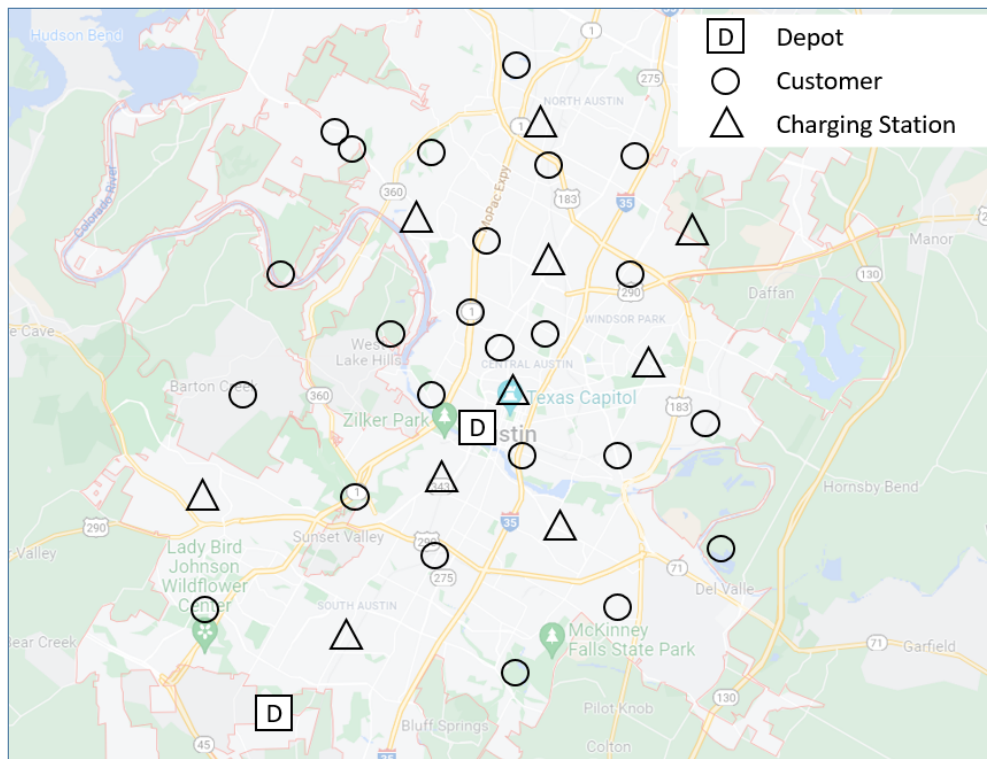 Hudson Bend
D Depot
Customer
Charging Station
1
275
NORTH AUSTIN
1
360
183
35
Colorado River
MoPac Expy
Manor
130
290
Daffan
1
WINDSOR PARK
e Cave
West
Lake Hills
CENTRAL AUSTIN
Barton Creek
360
Texas Capitol
183
Zilker Park
D
stin
343
1
Hornsby Bend
290
Sunset Valley
35
290
er Valley
Lady Bird
Johnson
Wildflower
Center
275
71
Del Valle
SOUTH AUSTIN
McKinney
Falls State Park
Bear Creek
71
Garfield
D
130
Pilot Knob
Bluff Springs
45
35
Colton